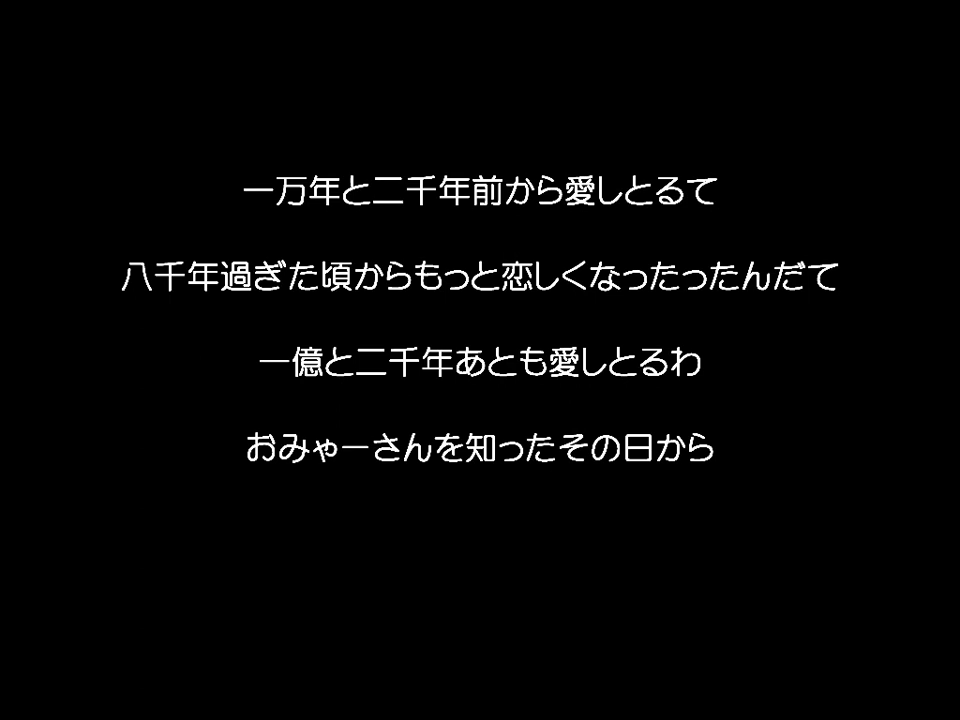 一万年と二千年前から愛しとるて
八千年過ぎた頃からもっと恋しくなったったんだて
一億と二千年あとも愛しとるわ
おみゃーさんを知ったその日から